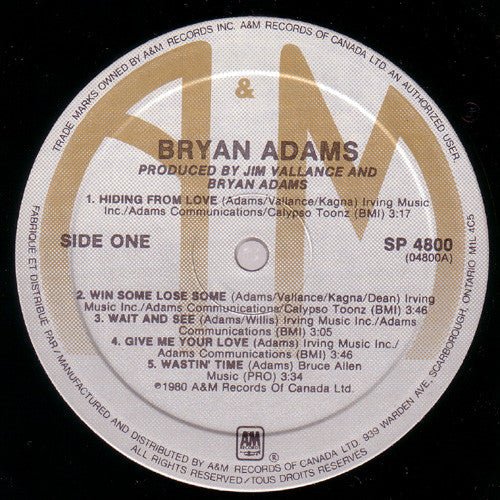 TRADE MARKS OWNED BY A&M RECORDS INC. A&M RECORDS OF CANADA LTD. AN AUTHORIZED USER.
&
BRYAN ADAMS
PRODUCED BY JIM VALLANCE AND
BRYAN ADAMS
1. HIDING FROM LOVE (Adams/Vallance/Kagna) Irving Music
Inc./Adams Communications/Calypso Toonz (BMI) 3:17
SIDE ONE
SP 4800
(04800A)
2. WIN SOME LOSE SOME (Adams/Vallance/Kagna/Dean) Irving
Music Inc./Adams Communications/Calypso Toonz (BMI) 3:46
3. WAIT AND SEE (Adams/Willis) Irving Music Inc./Adams
Communications (BMI) 3:05
4. GIVE ME YOUR LOVE (Adams) Irving Music Inc./Adams
Communications (BMI) 3:46
5. WASTIN' TIME (Adams) Bruce Allen
Music (PRO) 3:34
℗1980 A&M Records Of Canada Ltd.
A&M
RECORDS
®
FABRIQUE ET DISTRIBUE PAR/MANUFACTURED AND DISTRIBUTED BY A&M RECORDS OF CANADA LTD. 939 WARDEN AVE, SCARBOROUGH, ONTARIO M1L 4C5
ALL RIGHTS RESERVED/TOUS DROITS RESERVES